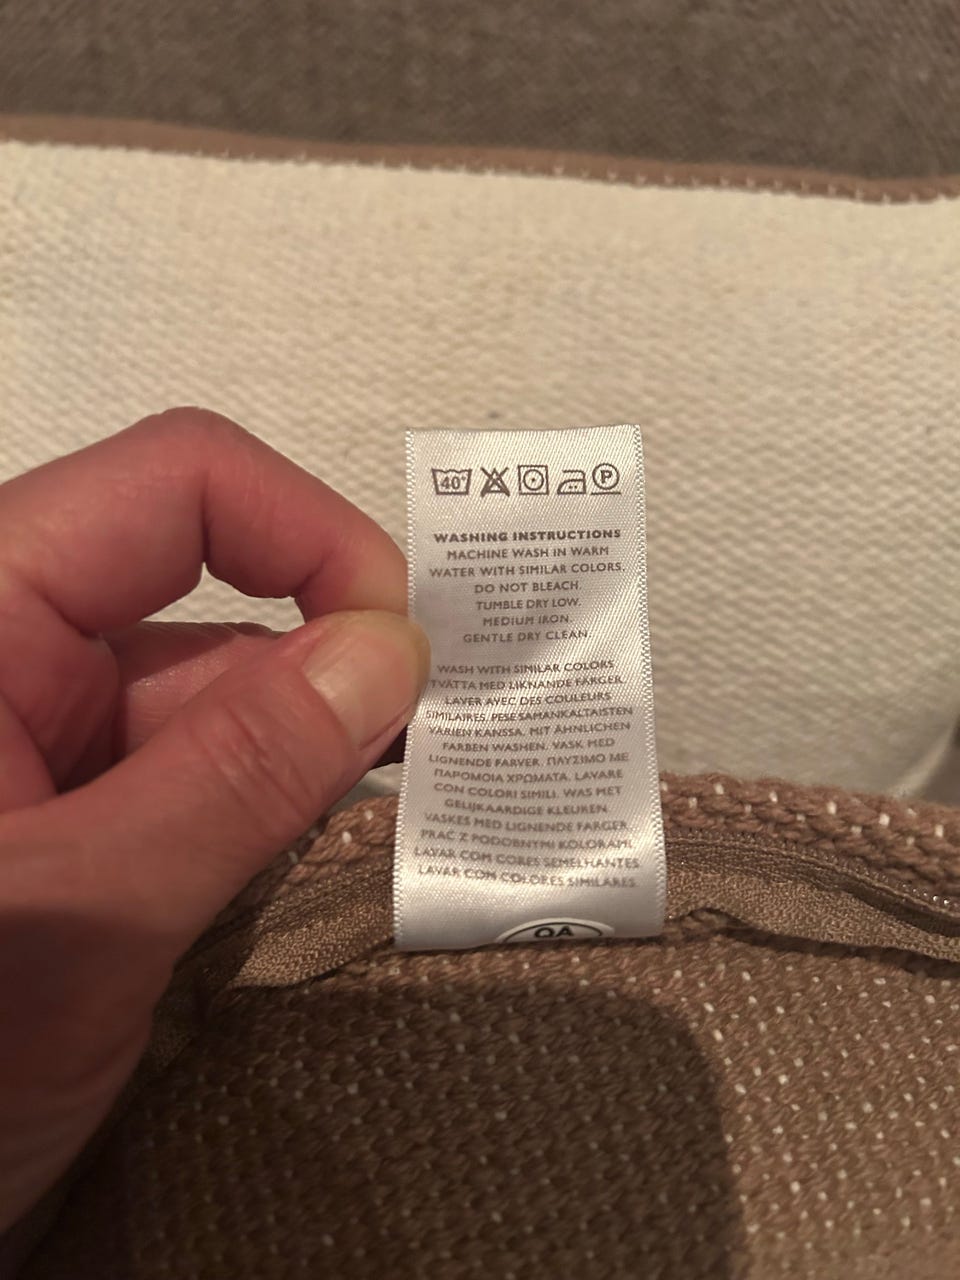 40°
P
WASHING INSTRUCTIONS
MACHINE WASH IN WARM
WATER WITH SIMILAR COLORS.
DO NOT BLEACH.
TUMBLE DRY LOW.
MEDIUM IRON.
GENTLE DRY CLEAN.
WASH WITH SIMILAR COLORS
TVÄTTA MED LIKNANDE FÄRGER.
LAVER AVEC DES COULEURS
SIMILAIRES. PESE SAMANKALTAISTEN
VÄRIEN KANSSA. MIT ÄHNLICHEN
FARBEN WASHEN. VASK MED
LIGNENDE FARVER. ΠΛΥΣΙΜΟ ΜΕ
ΠΑΡΟΜΟΙΑ ΧΡΩΜΑΤΑ. LAVARE
CON COLORI SIMILI. WAS MET
GELIJKAARDIGE KLEUREN.
VASKES MED LIGNENDE FARGER.
PRAĆ Z PODOBNYMI KOLORAMI.
LAVAR COM CORES SEMELHANTES.
LAVAR CON COLORES SIMILARES.
QA